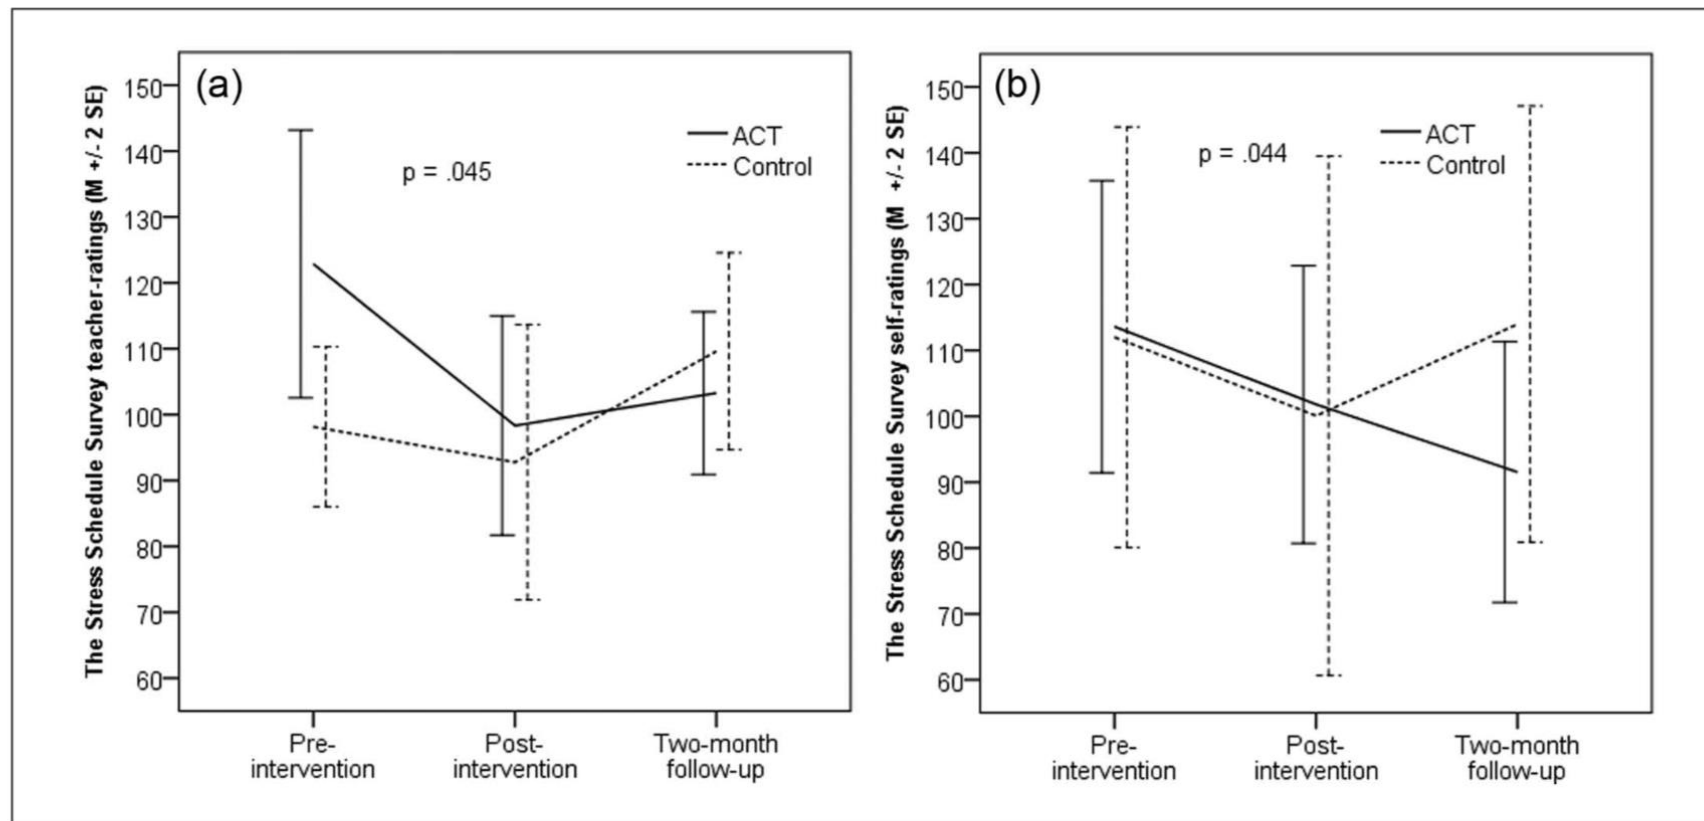 (a)
The Stress Schedule Survey teacher-ratings (M +/- 2 SE)
150
140
130
120
110
100
90
80
70
60
p = .045
ACT
Control
Pre-
intervention
Post-
intervention
Two-month
follow-up
(b)
The Stress Schedule Survey self-ratings (M +/- 2 SE)
150
140
130
120
110
100
90
80
70
60
p = .044
ACT
Control
Pre-
intervention
Post-
intervention
Two-month
follow-up